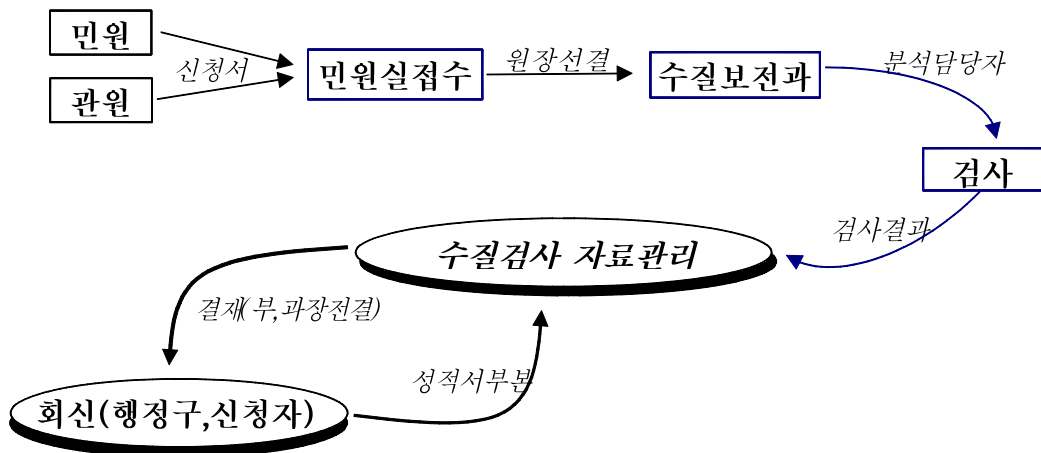 민원
신청서
관원
민원실접수
원장선결
수질보전과
분석담당자
검사
검사결과
수질검사 자료관리
결재(부,과장전결)
성적서부본
회신(행정구,신청자)